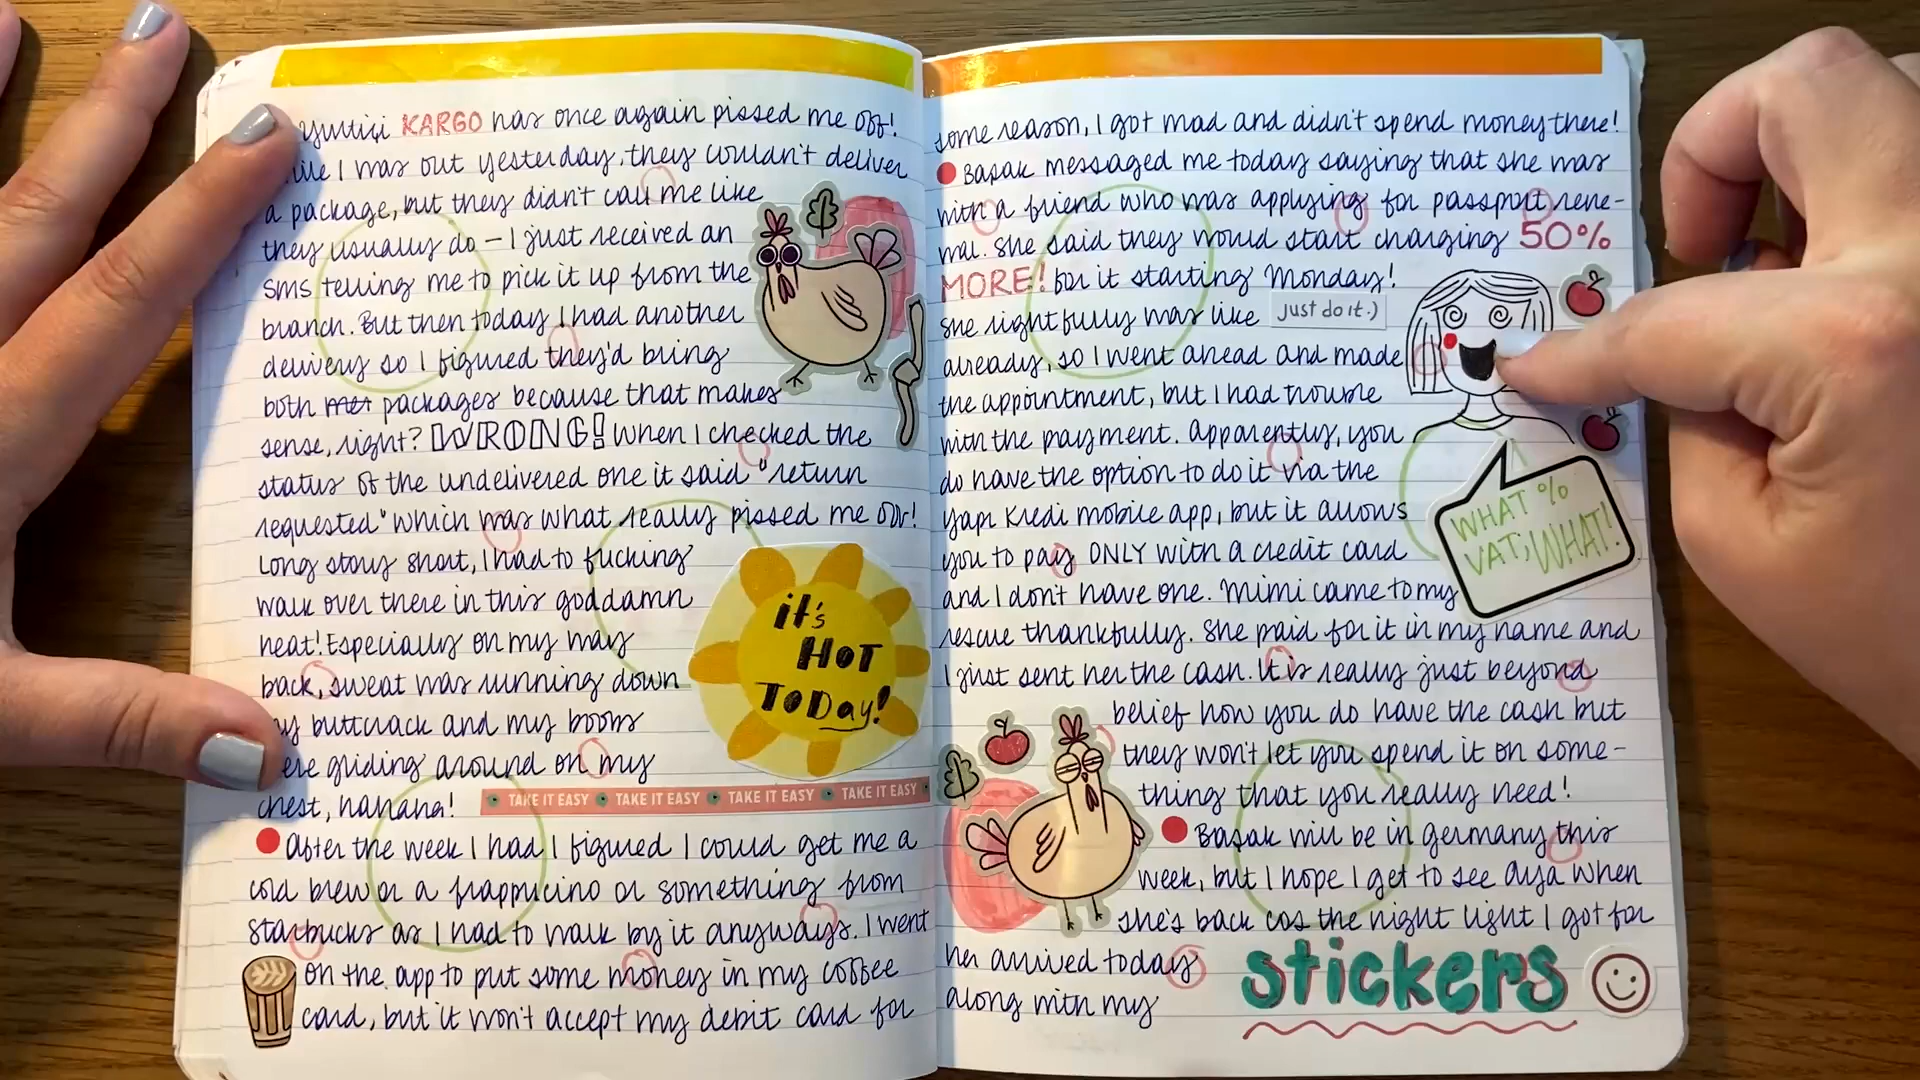 Yurtiçi KARGO has once again pissed me off!
while I was out yesterday, they couldn't deliver
a package, but they didn't call me like
they usually do – I just received an
SMS telling me to pick it up from the
branch. But then today I had another
delivery so I figured they'd bring
both packages because that makes
sense, right? WRONG! When I checked the
status of the undelivered one it said "return
requested" which was what really pissed me off!
Long story short, I had to fucking
walk over there in this goddamn
heat! Especially on my way
back, sweat was running down
my buttcrack and my boobs
were gliding around on my
chest, hahaha!
it's
HOT
TODay!
TAKE IT EASY TAKE IT EASY TAKE IT EASY TAKE IT EASY
After the week I had I figured I could get me a
cold brew or a frappucino or something from
Starbucks as I had to walk by it anyways. I went
on the app to put some money in my coffee
card, but it won't accept my debit card for
some reason, I got mad and didn't spend money there!
Başak messaged me today saying that she was
with a friend who was applying for passport rene-
wal. She said they would start charging 50%
MORE! for it starting Monday!
She rightfully was like just do it :)
already, so I went ahead and made
the appointment, but I had trouble
with the payment. Apparently, you
do have the option to do it via the
Yapı Kredi mobile app, but it allows
you to pay ONLY with a credit card
and I don't have one. Mimi came to my
rescue thankfully. She paid for it in my name and
I just sent her the cash. It is really just beyond
belief how you do have the cash but
they won't let you spend it on some-
thing that you really need!
WHAT %
VAT; WHAT!
Başak will be in Germany this
week, but I hope I get to see Ayja when
she's back cos the night light I got for
her arrived today
along with my stickers